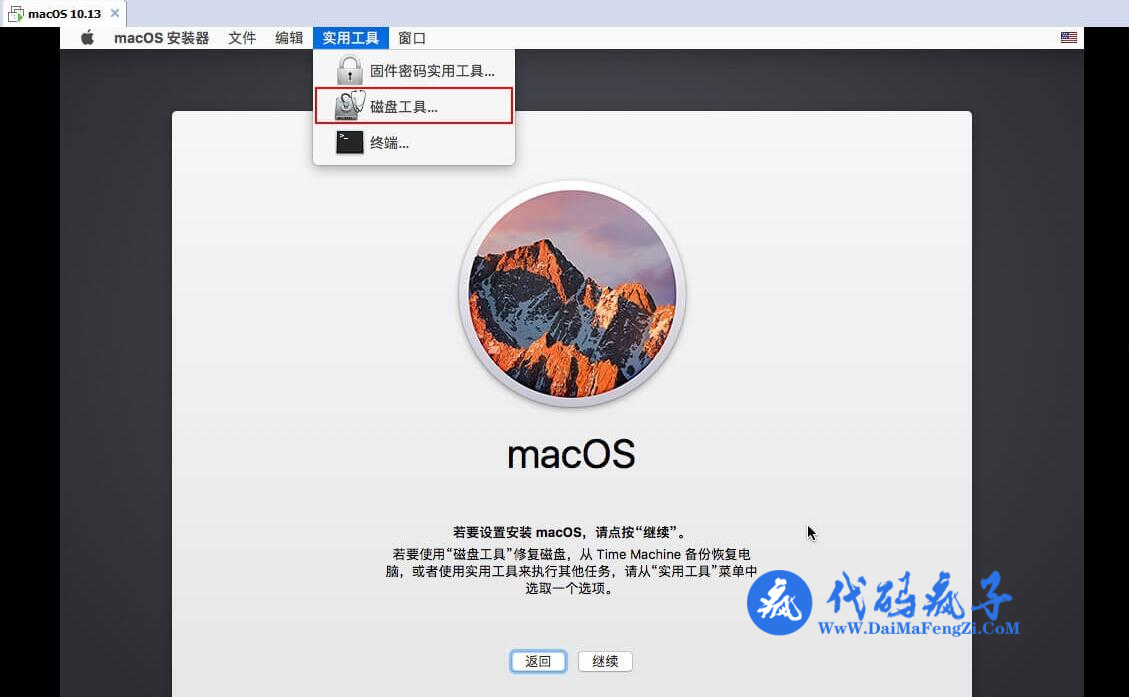 macOS 10.13
macOS 安装器 文件 编辑 实用工具 窗口
固件密码实用工具...
磁盘工具...
终端...
macOS
若要设置安装 macOS，请点按“继续”。
若要使用“磁盘工具”修复磁盘，从 Time Machine 备份恢复电
脑，或者使用实用工具来执行其他任务，请从“实用工具”菜单中
选取一个选项。
疯 代码疯子
WwW.DaiMaFengZi.CoM
返回 继续